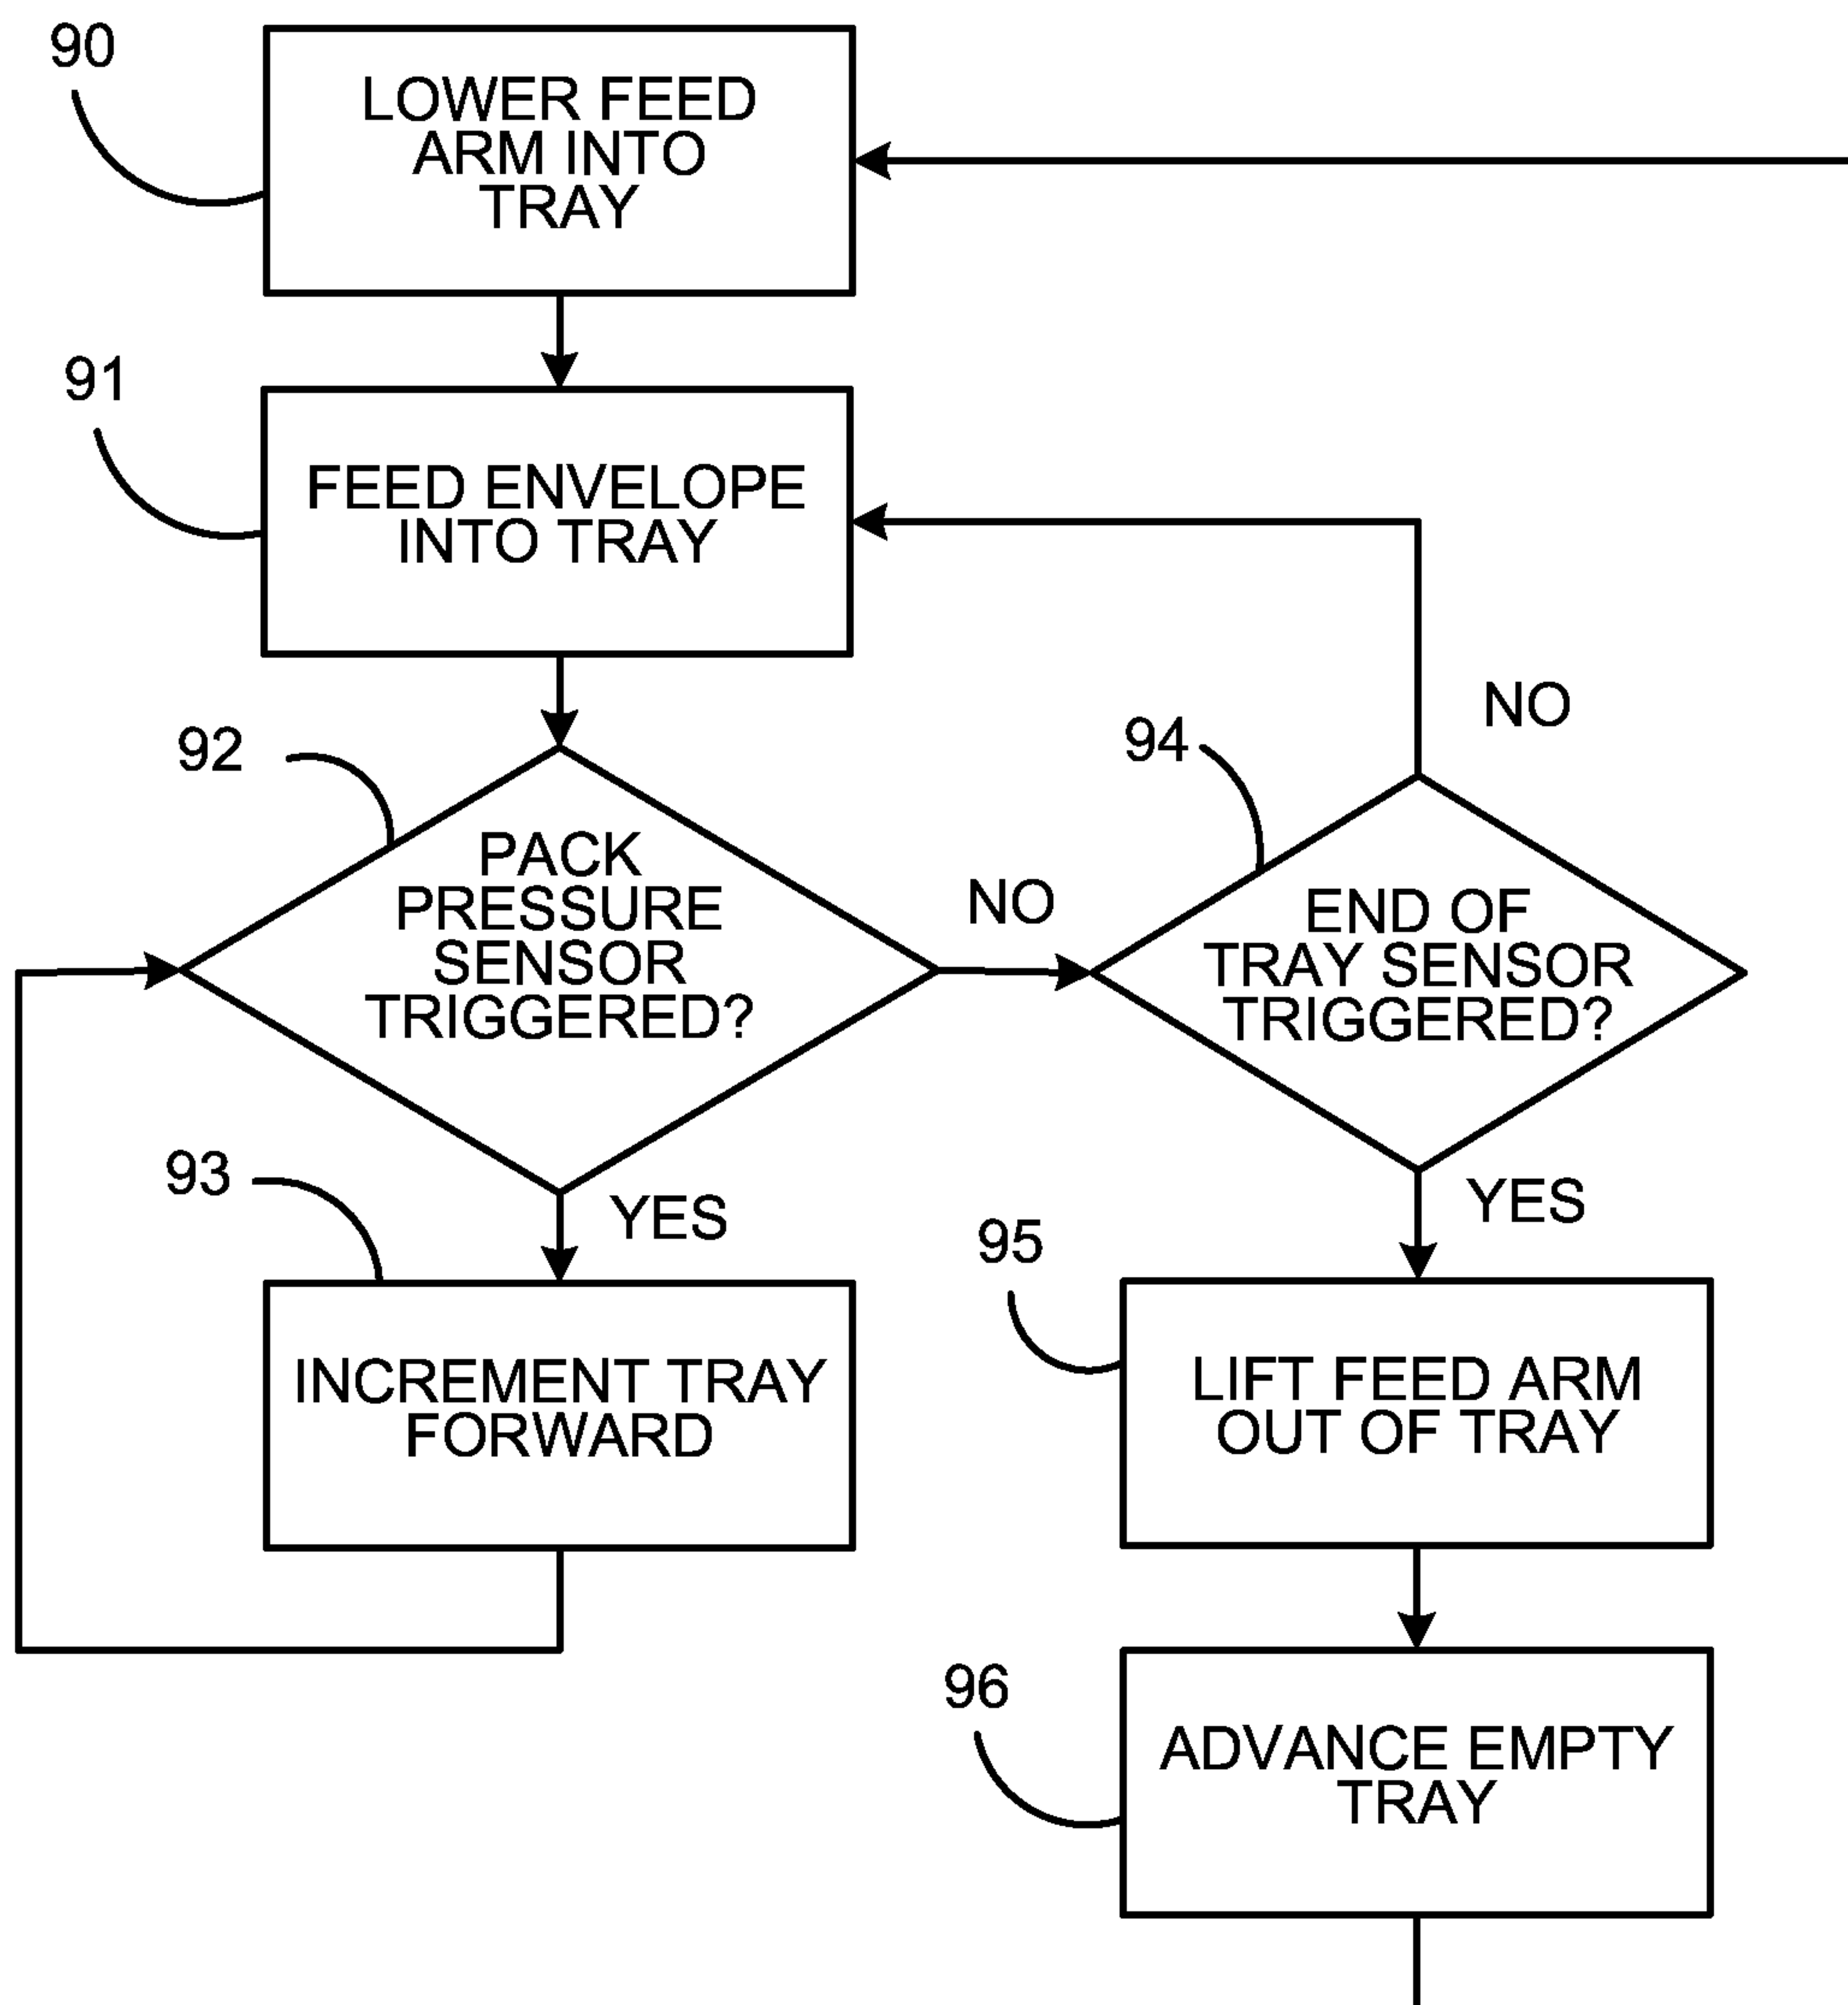 90
LOWER FEED
ARM INTO
TRAY
91
FEED ENVELOPE
INTO TRAY
92
PACK
PRESSURE
SENSOR
TRIGGERED?
NO
94
END OF
TRAY SENSOR
TRIGGERED?
NO
YES
93
INCREMENT TRAY
FORWARD
YES
95
LIFT FEED ARM
OUT OF TRAY
96
ADVANCE EMPTY
TRAY